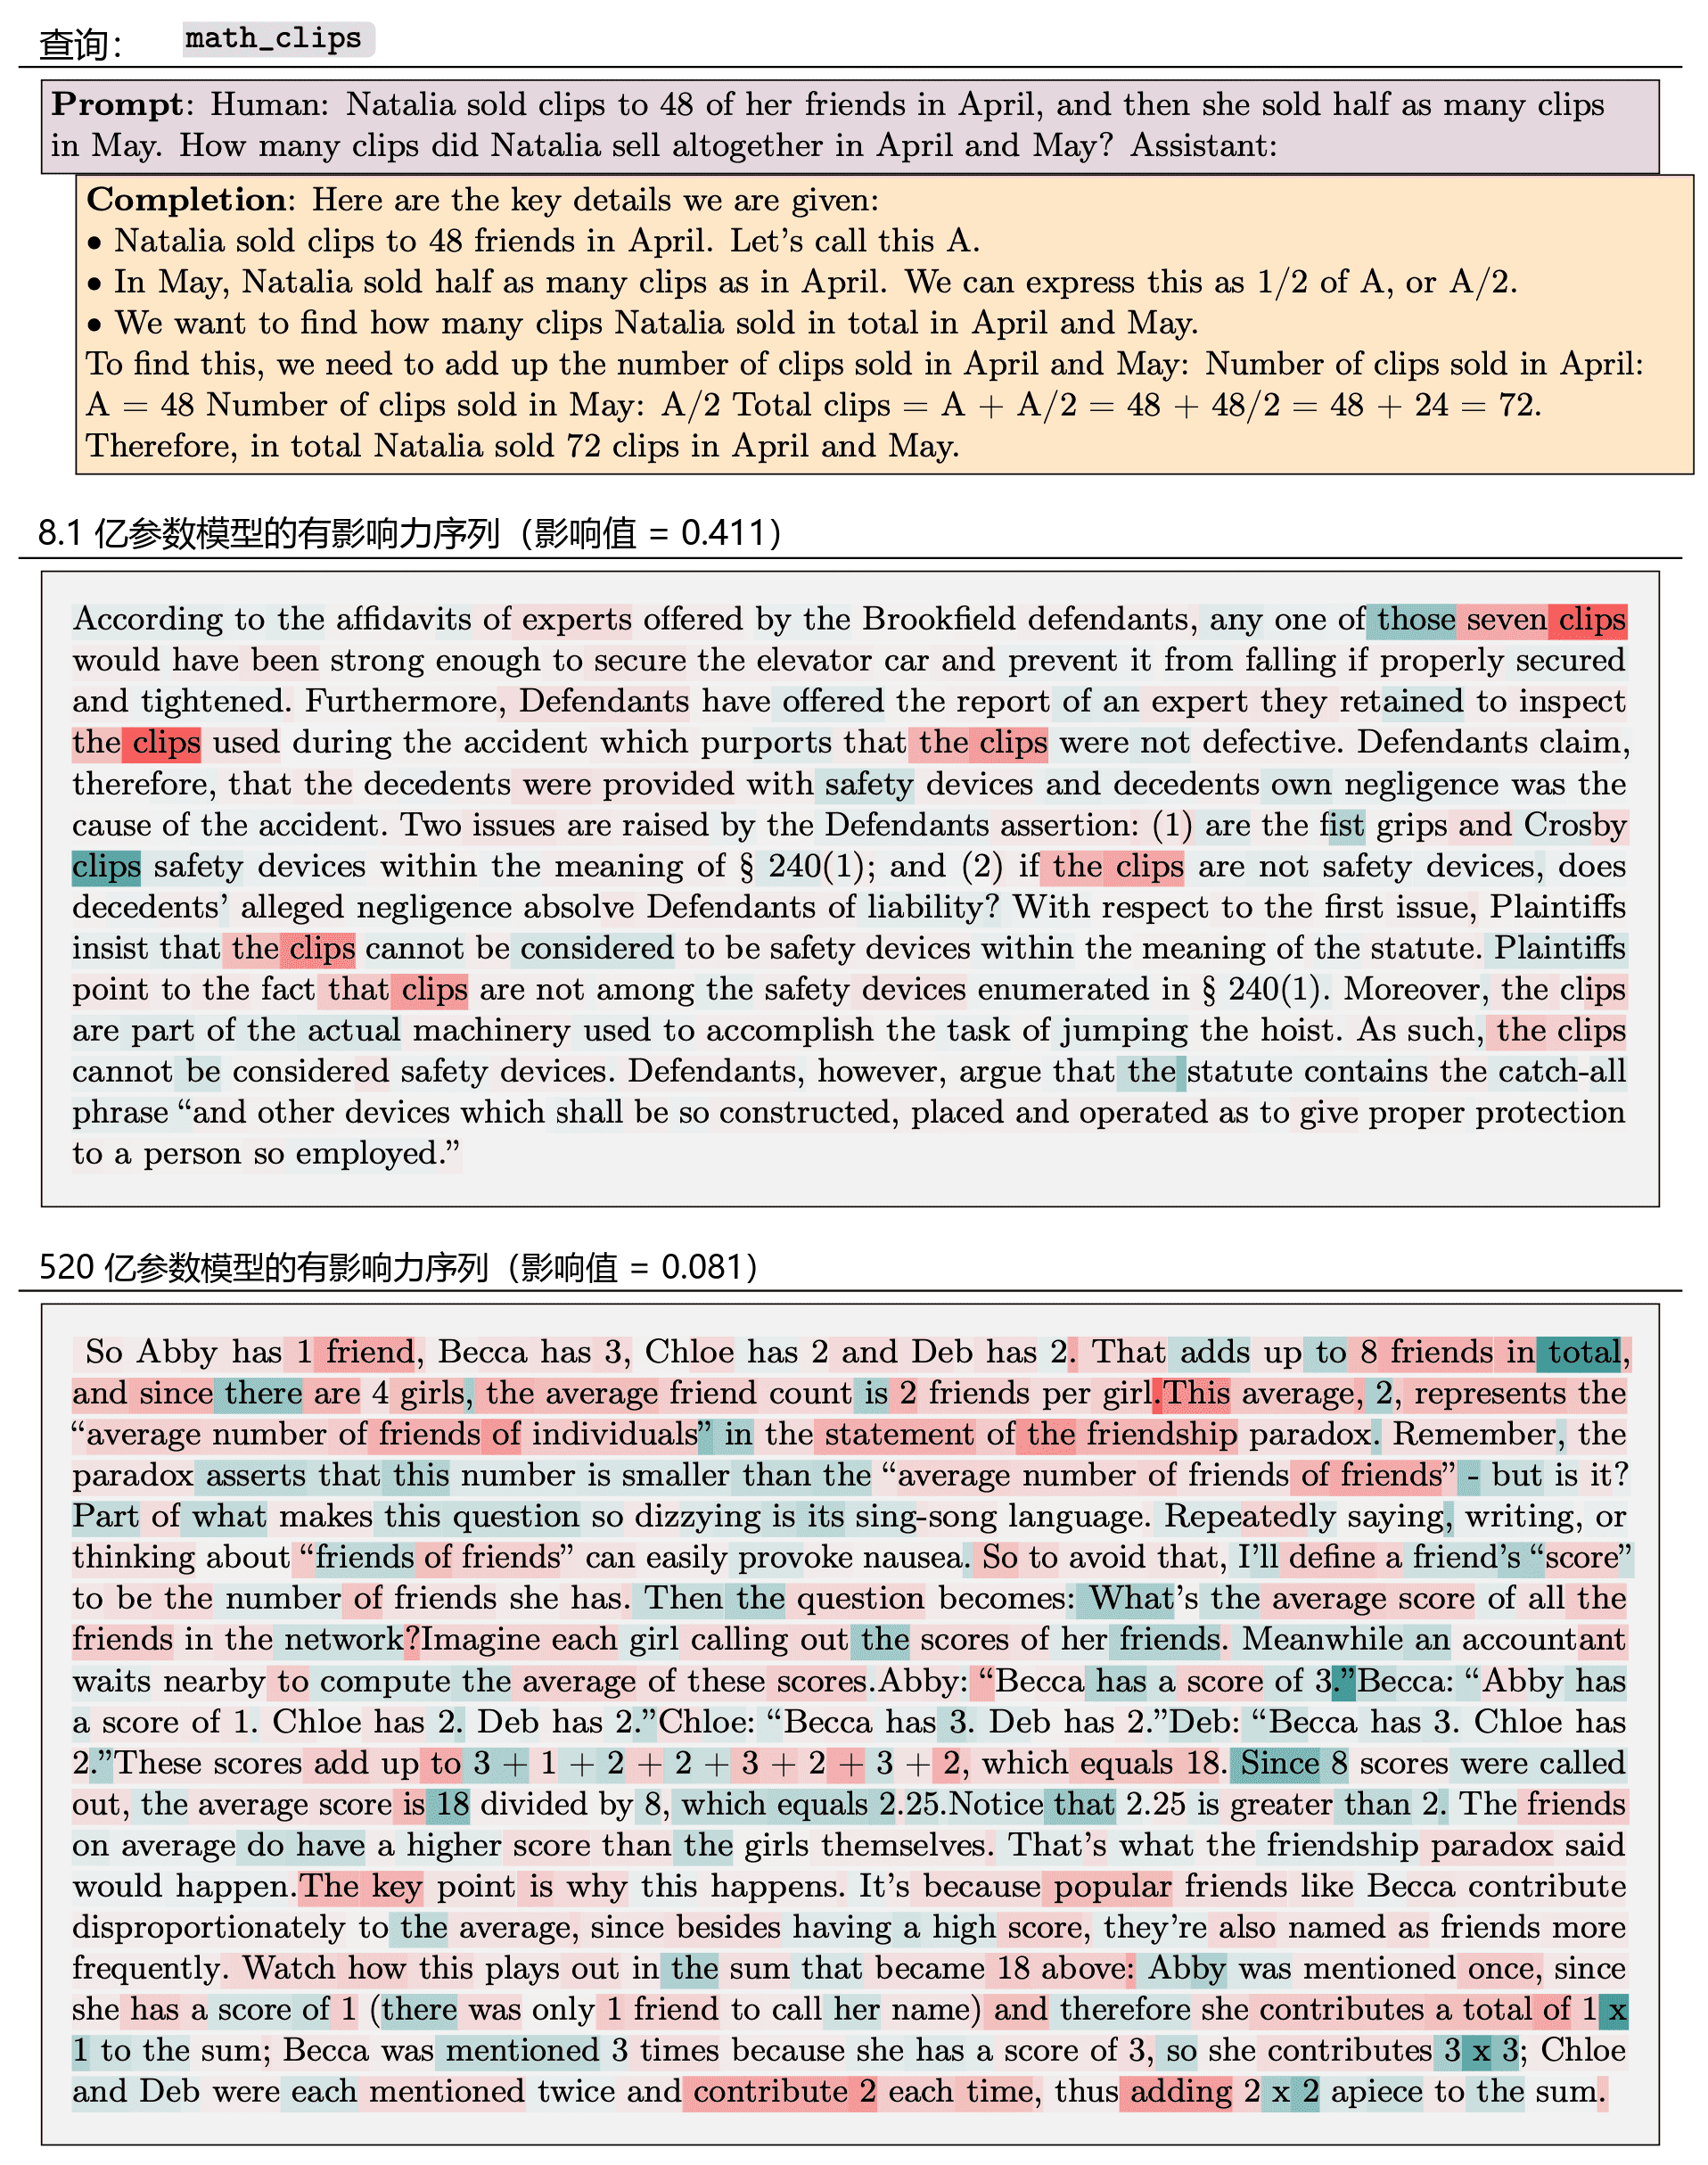 查询： math_clips
Prompt: Human: Natalia sold clips to 48 of her friends in April, and then she sold half as many clips
in May. How many clips did Natalia sell altogether in April and May? Assistant:
Completion: Here are the key details we are given:
• Natalia sold clips to 48 friends in April. Let’s call this A.
• In May, Natalia sold half as many clips as in April. We can express this as 1/2 of A, or A/2.
• We want to find how many clips Natalia sold in total in April and May.
To find this, we need to add up the number of clips sold in April and May: Number of clips sold in April:
A = 48 Number of clips sold in May: A/2 Total clips = A + A/2 = 48 + 48/2 = 48 + 24 = 72.
Therefore, in total Natalia sold 72 clips in April and May.
8.1 亿参数模型的有影响力序列（影响值 = 0.411）
According to the affidavits of experts offered by the Brookfield defendants, any one of those seven clips
would have been strong enough to secure the elevator car and prevent it from falling if properly secured
and tightened. Furthermore, Defendants have offered the report of an expert they retained to inspect
the clips used during the accident which purports that the clips were not defective. Defendants claim,
therefore, that the decedents were provided with safety devices and decedents own negligence was the
cause of the accident. Two issues are raised by the Defendants assertion: (1) are the fist grips and Crosby
clips safety devices within the meaning of § 240(1); and (2) if the clips are not safety devices, does
decedents’ alleged negligence absolve Defendants of liability? With respect to the first issue, Plaintiffs
insist that the clips cannot be considered to be safety devices within the meaning of the statute. Plaintiffs
point to the fact that clips are not among the safety devices enumerated in § 240(1). Moreover, the clips
are part of the actual machinery used to accomplish the task of jumping the hoist. As such, the clips
cannot be considered safety devices. Defendants, however, argue that the statute contains the catch-all
phrase “and other devices which shall be so constructed, placed and operated as to give proper protection
to a person so employed.”
520 亿参数模型的有影响力序列（影响值 = 0.081）
So Abby has 1 friend, Becca has 3, Chloe has 2 and Deb has 2. That adds up to 8 friends in total,
and since there are 4 girls, the average friend count is 2 friends per girl.This average, 2, represents the
“average number of friends of individuals” in the statement of the friendship paradox. Remember, the
paradox asserts that this number is smaller than the “average number of friends of friends” - but is it?
Part of what makes this question so dizzying is its sing-song language. Repeatedly saying, writing, or
thinking about “friends of friends” can easily provoke nausea. So to avoid that, I’ll define a friend’s “score”
to be the number of friends she has. Then the question becomes: What’s the average score of all the
friends in the network?Imagine each girl calling out the scores of her friends. Meanwhile an accountant
waits nearby to compute the average of these scores.Abby: “Becca has a score of 3.”Becca: “Abby has
a score of 1. Chloe has 2. Deb has 2.”Chloe: “Becca has 3. Deb has 2.”Deb: “Becca has 3. Chloe has
2.”These scores add up to 3 + 1 + 2 + 2 + 3 + 2 + 3 + 2, which equals 18. Since 8 scores were called
out, the average score is 18 divided by 8, which equals 2.25.Notice that 2.25 is greater than 2. The friends
on average do have a higher score than the girls themselves. That’s what the friendship paradox said
would happen.The key point is why this happens. It’s because popular friends like Becca contribute
disproportionately to the average, since besides having a high score, they’re also named as friends more
frequently. Watch how this plays out in the sum that became 18 above: Abby was mentioned once, since
she has a score of 1 (there was only 1 friend to call her name) and therefore she contributes a total of 1 x
1 to the sum; Becca was mentioned 3 times because she has a score of 3, so she contributes 3 x 3; Chloe
and Deb were each mentioned twice and contribute 2 each time, thus adding 2 x 2 apiece to the sum.